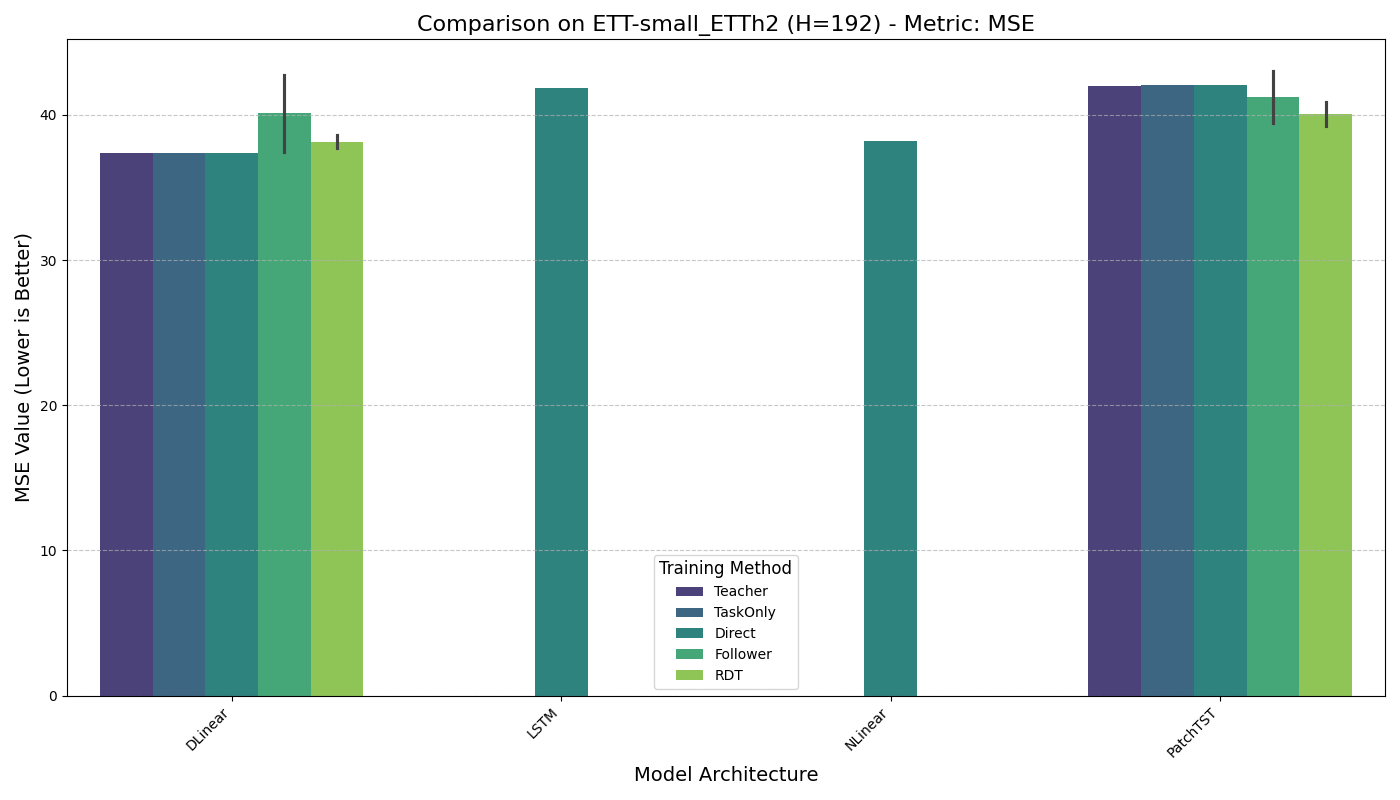 Comparison on ETT-small_ETTh2 (H=192) - Metric: MSE
MSE Value (Lower is Better)
40
30
20
10
0
Training Method
Teacher
TaskOnly
Direct
Follower
RDT
DLinear
LSTM
NLinear
PatchTST
Model Architecture